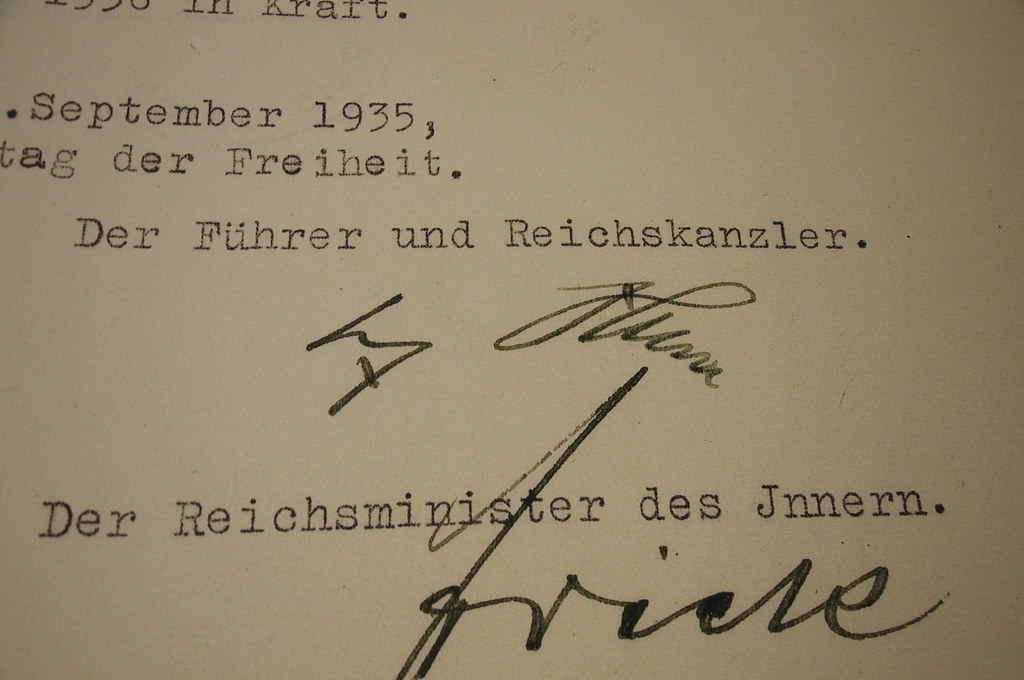 in Kraft.
.September 1935,
tag der Freiheit.
Der Führer und Reichskanzler.
Der Reichsminister des Jnnern.
Frick